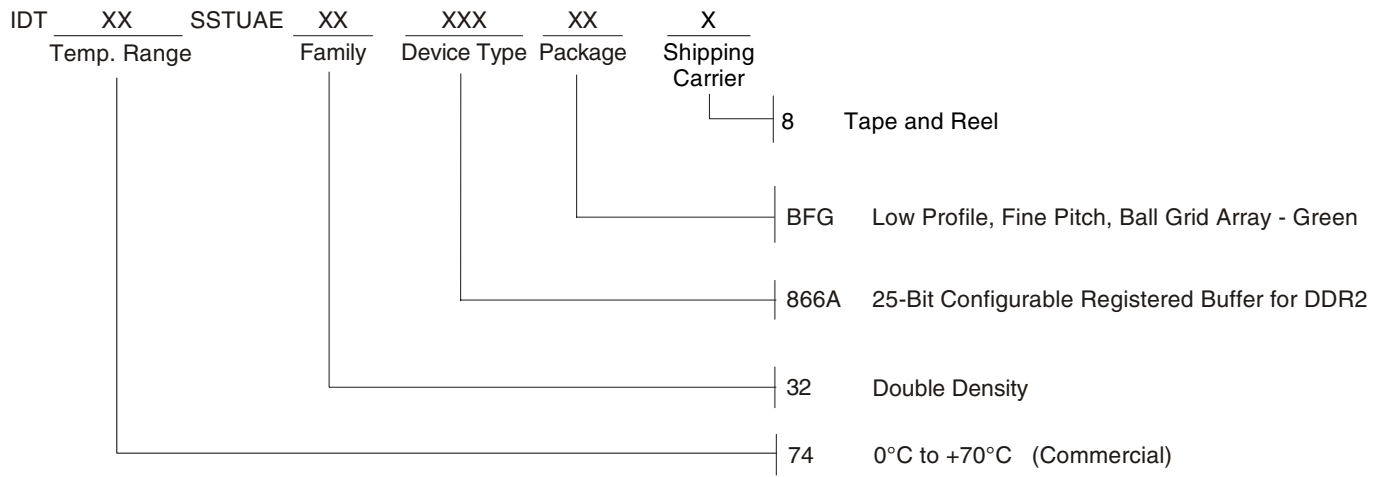 IDT XX SSTUAE XX XXX XX X
Temp. Range Family Device Type Package Shipping
Carrier
8 Tape and Reel
BFG Low Profile, Fine Pitch, Ball Grid Array - Green
866A 25-Bit Configurable Registered Buffer for DDR2
32 Double Density
74 0°C to +70°C (Commercial)